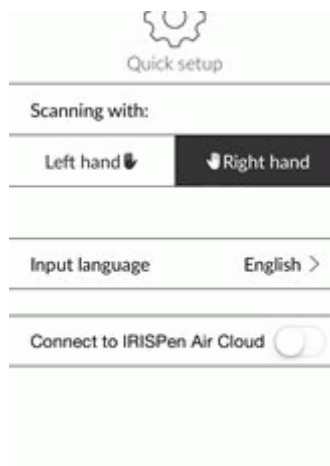 Quick setup
Scanning with:
Left hand Right hand
Input language English >
Connect to IRISPen Air Cloud